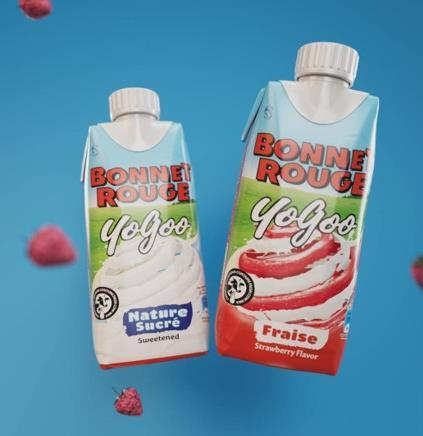 BONNET
ROUGE
YoGoo
Nature
Sucré
Sweetened
BONNET
ROUGE
YoGoo
Fraise
Strawberry Flavor